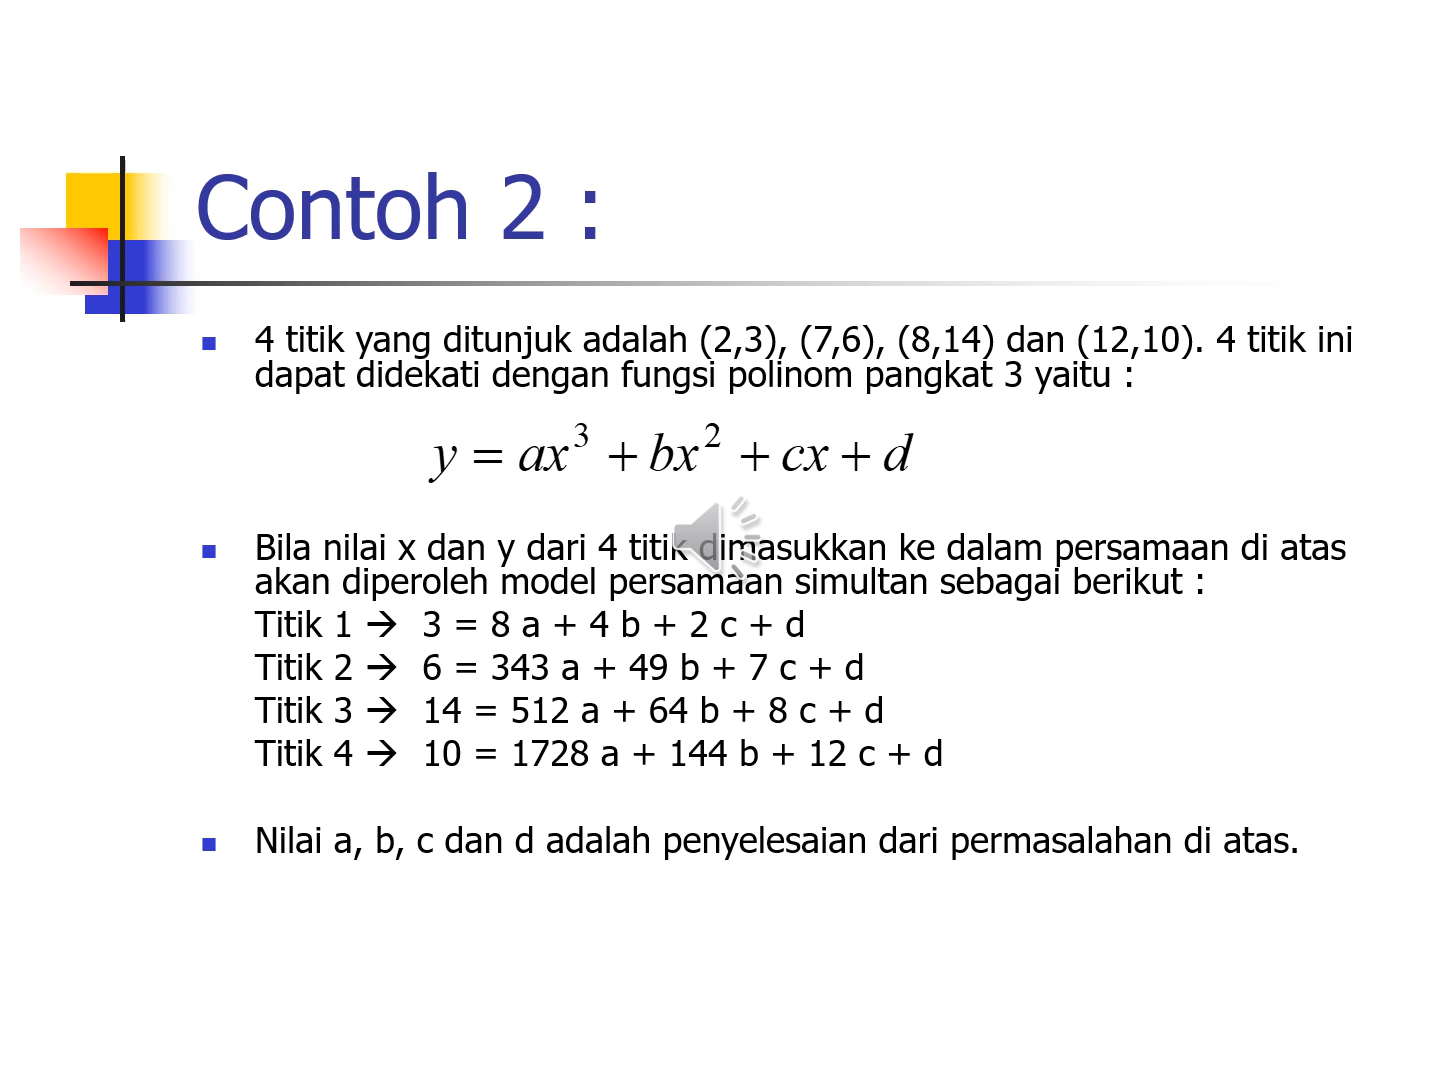 Contoh 2 :
4 titik yang ditunjuk adalah (2,3), (7,6), (8,14) dan (12,10). 4 titik ini
dapat didekati dengan fungsi polinom pangkat 3 yaitu :
y = ax³ + bx² + cx + d
Bila nilai x dan y dari 4 titik dimasukkan ke dalam persamaan di atas
akan diperoleh model persamaan simultan sebagai berikut :
Titik 1 → 3 = 8 a + 4 b + 2 c + d
Titik 2 → 6 = 343 a + 49 b + 7 c + d
Titik 3 → 14 = 512 a + 64 b + 8 c + d
Titik 4 → 10 = 1728 a + 144 b + 12 c + d
Nilai a, b, c dan d adalah penyelesaian dari permasalahan di atas.